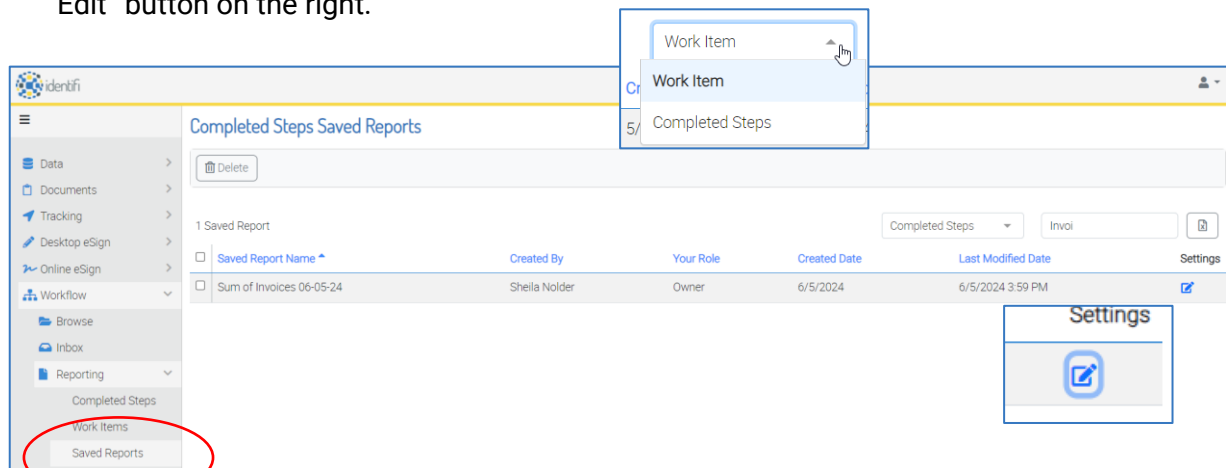 Edit" button on the right.
Work Item
Work Item
Completed Steps
identifi
Cr
5/
Completed Steps Saved Reports
Delete
Data
Documents
Tracking
Desktop eSign
Online eSign
Workflow
Browse
Inbox
Reporting
Completed Steps
Work Items
Saved Reports
1 Saved Report
Completed Steps
Invoi
Saved Report Name Created By Your Role Created Date Last Modified Date Settings
Sum of Invoices 06-05-24 Sheila Nolder Owner 6/5/2024 6/5/2024 3:59 PM
Settings